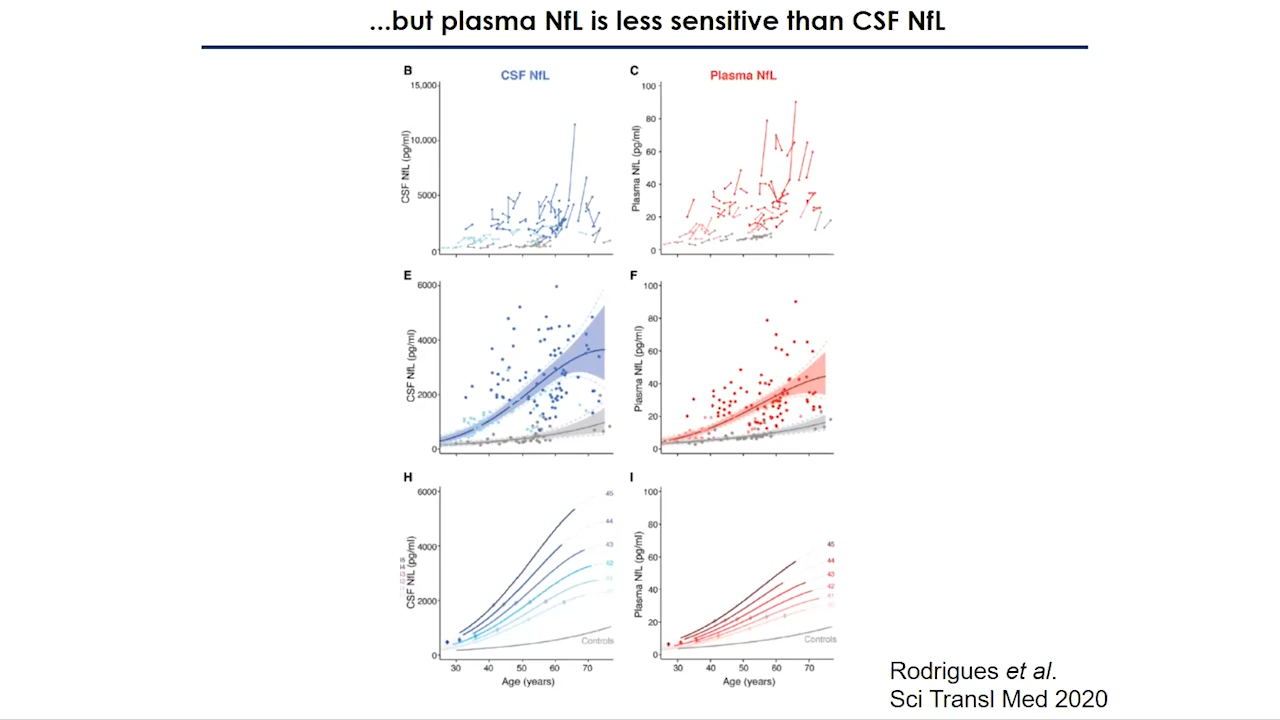 ...but plasma NfL is less sensitive than CSF NfL
B
CSF NfL
C
Plasma NfL
15,000
10,000
5000
0
CSF NfL (pg/ml)
100
80
60
40
20
0
Plasma NfL (pg/ml)
E
6000
4000
2000
0
CSF NfL (pg/ml)
F
100
80
60
40
20
0
Plasma NfL (pg/ml)
H
6000
4000
2000
0
CSF NfL (pg/ml)
45
44
43
42
41
Controls
30 40 50 60 70
Age (years)
I
100
80
60
40
20
0
Plasma NfL (pg/ml)
45
44
43
42
41
Controls
30 40 50 60 70
Age (years)
Rodrigues et al.
Sci Transl Med 2020